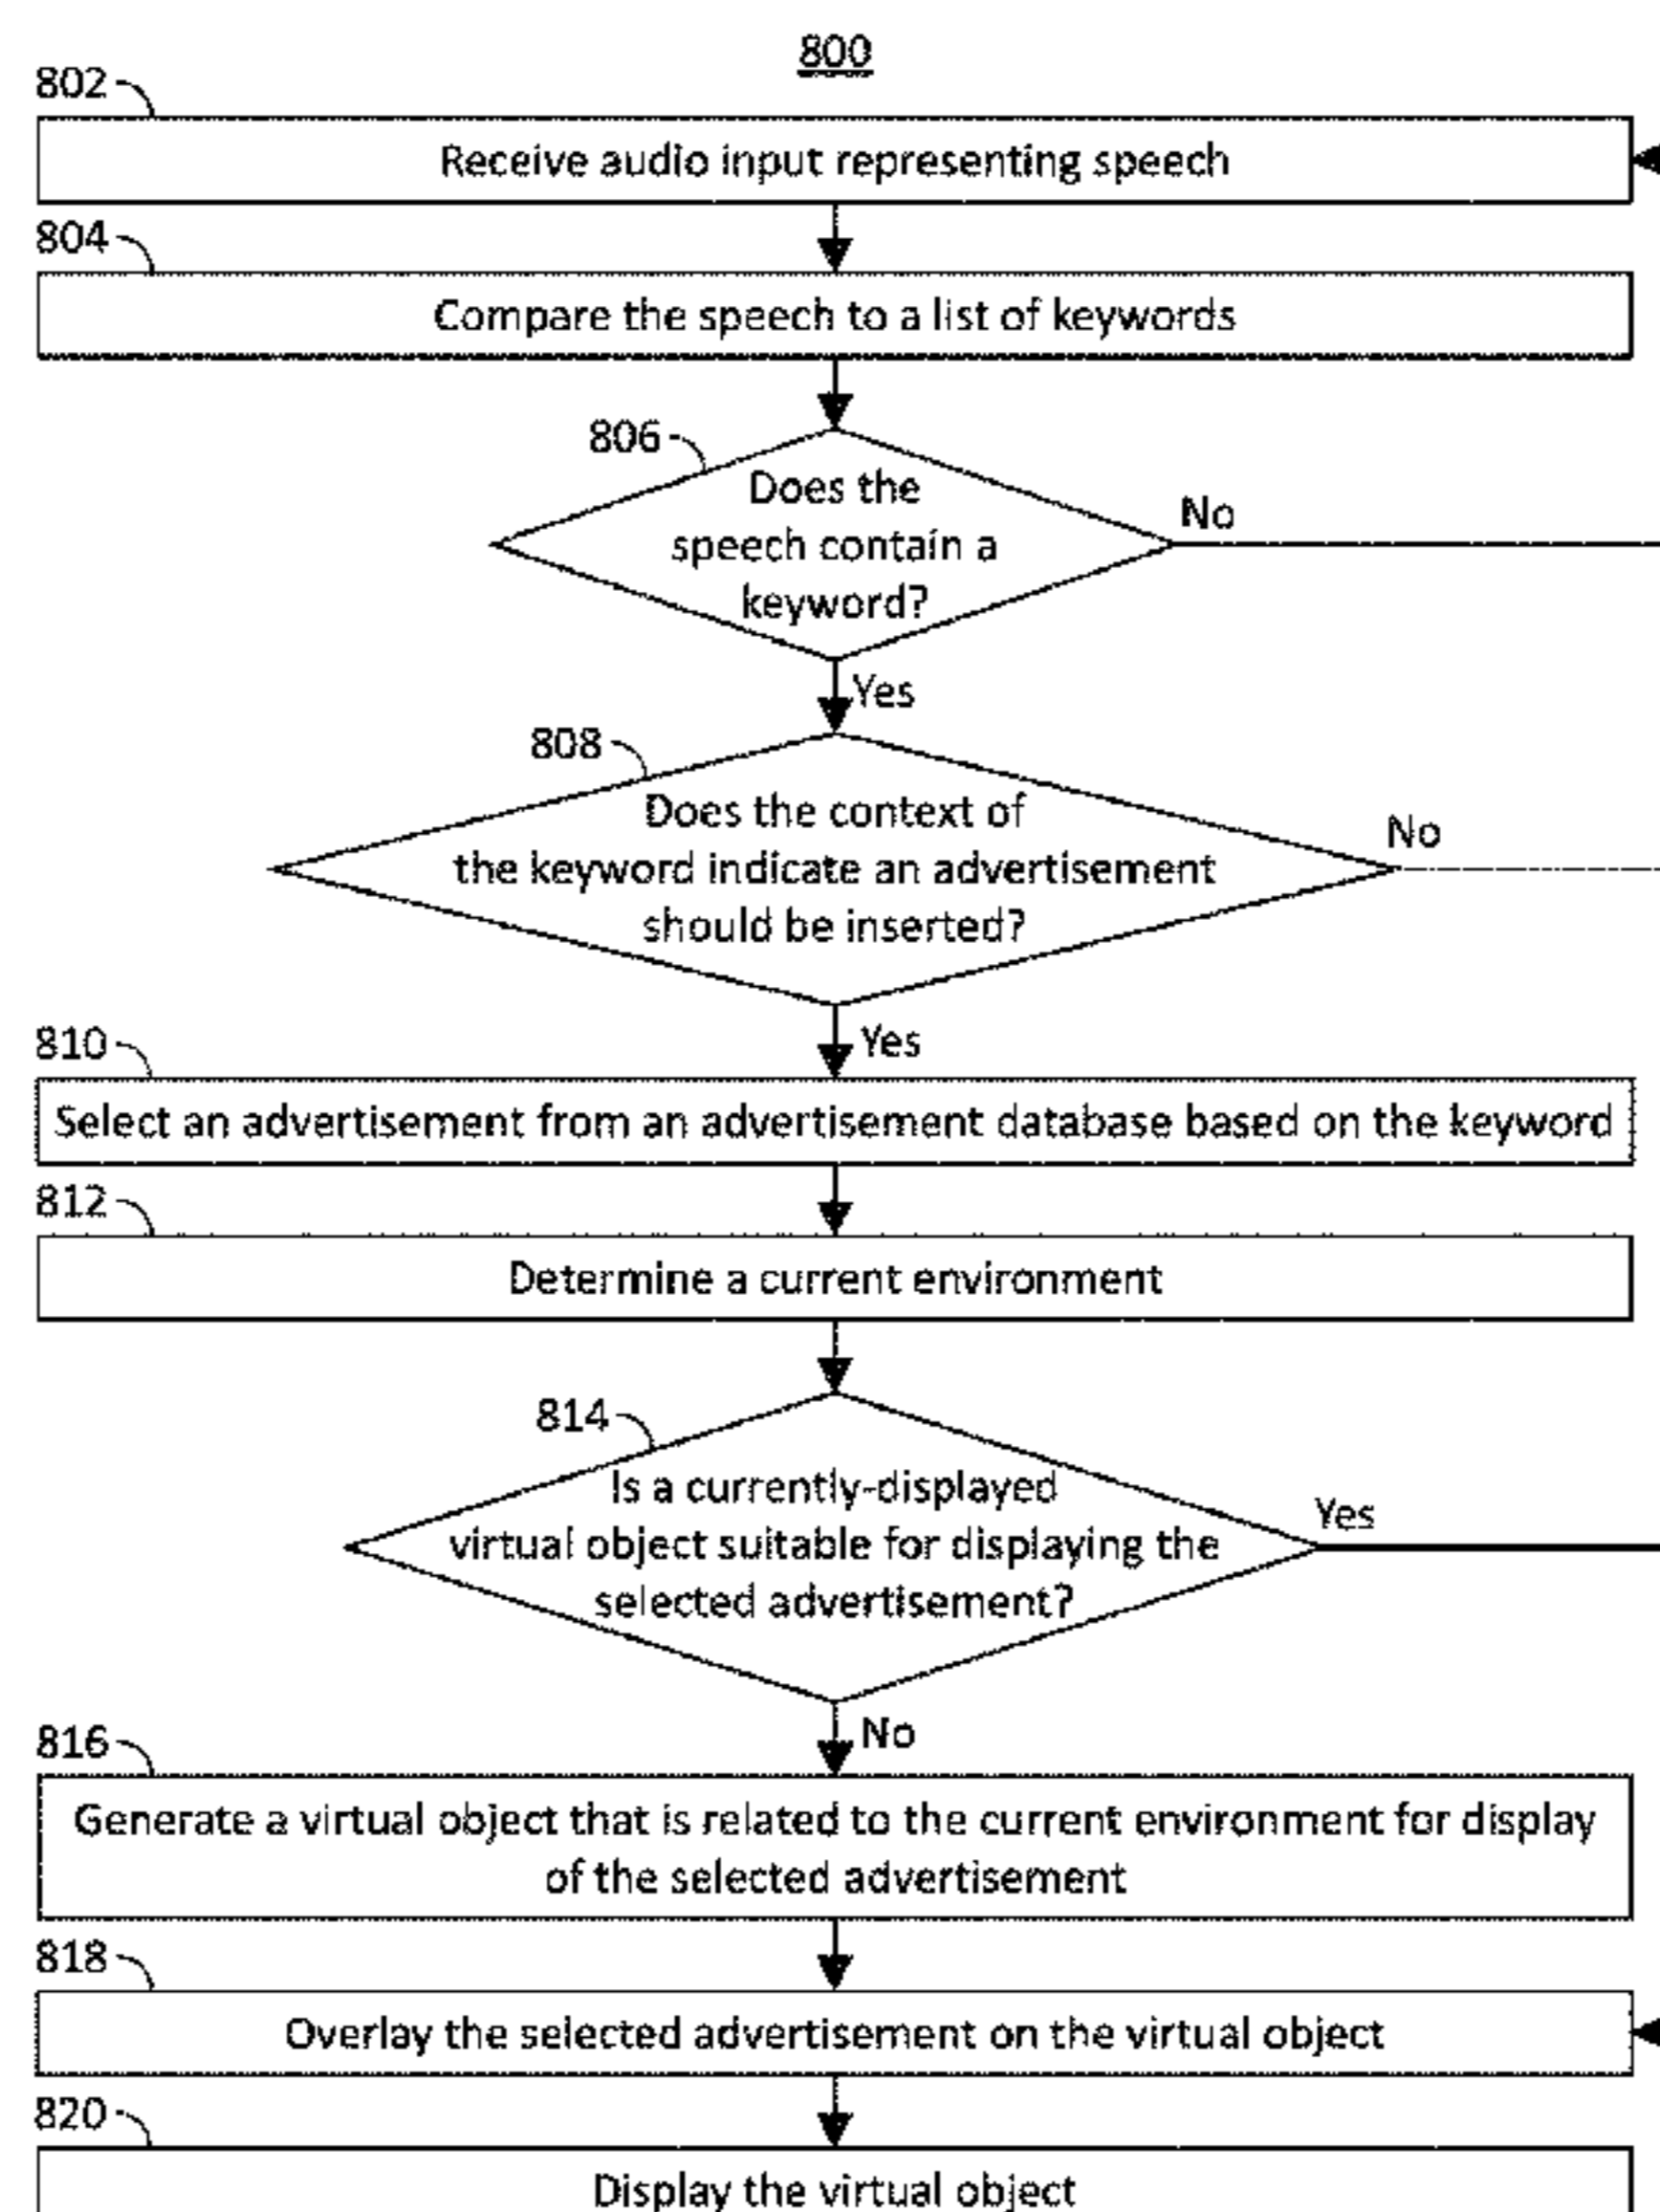 800
802
Receive audio input representing speech
804
Compare the speech to a list of keywords
806
Does the
speech contain a
keyword?
No
Yes
808
Does the context of
the keyword indicate an advertisement
should be inserted?
No
Yes
810
Select an advertisement from an advertisement database based on the keyword
812
Determine a current environment
814
Is a currently-displayed
virtual object suitable for displaying the
selected advertisement?
Yes
No
816
Generate a virtual object that is related to the current environment for display
of the selected advertisement
818
Overlay the selected advertisement on the virtual object
820
Display the virtual object